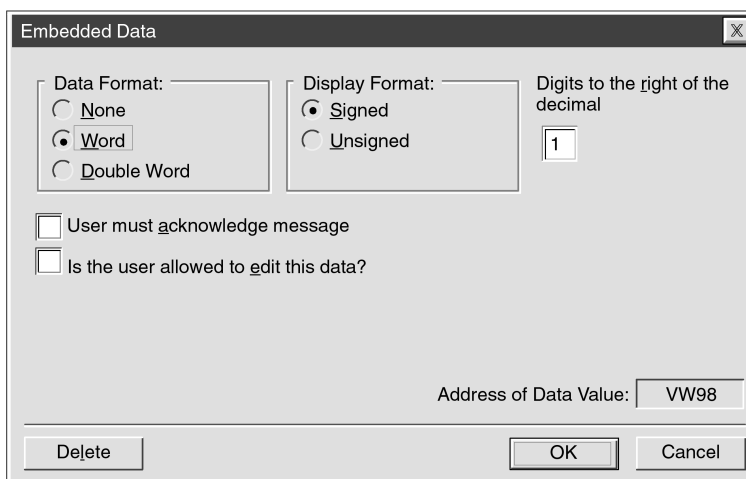 Embedded Data
Data Format:
None
Word
Double Word
Display Format:
Signed
Unsigned
Digits to the right of the
decimal
1
User must acknowledge message
Is the user allowed to edit this data?
Address of Data Value: VW98
Delete
OK
Cancel